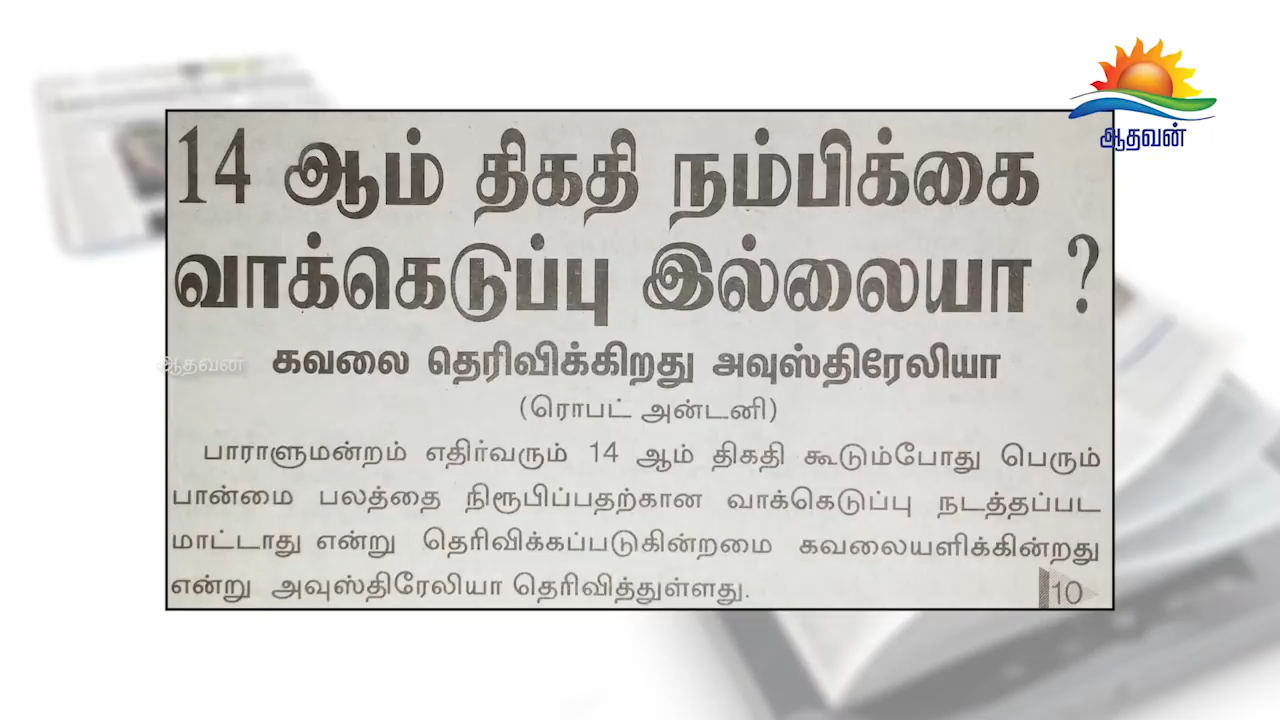 ஆதவன்
14 ஆம் திகதி நம்பிக்கை
வாக்கெடுப்பு இல்லையா ?
ஆதவன்
கவலை தெரிவிக்கிறது அவுஸ்திரேலியா
(ரொபட் அன்டனி)
பாராளுமன்றம் எதிர்வரும் 14 ஆம் திகதி கூடும்போது பெரும்
பான்மை பலத்தை நிரூபிப்பதற்கான வாக்கெடுப்பு நடத்தப்பட
மாட்டாது என்று தெரிவிக்கப்படுகின்றமை கவலையளிக்கின்றது
என்று அவுஸ்திரேலியா தெரிவித்துள்ளது.
10